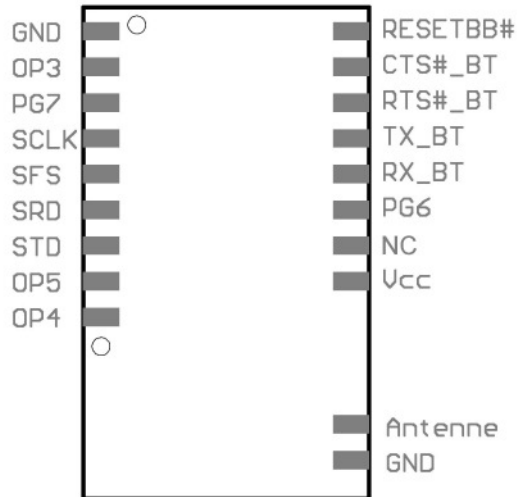 GND
OP3
PG7
SCLK
SFS
SRD
STD
OP5
OP4
RESETBB#
CTS#_BT
RTS#_BT
TX_BT
RX_BT
PG6
NC
Vcc
Antenne
GND